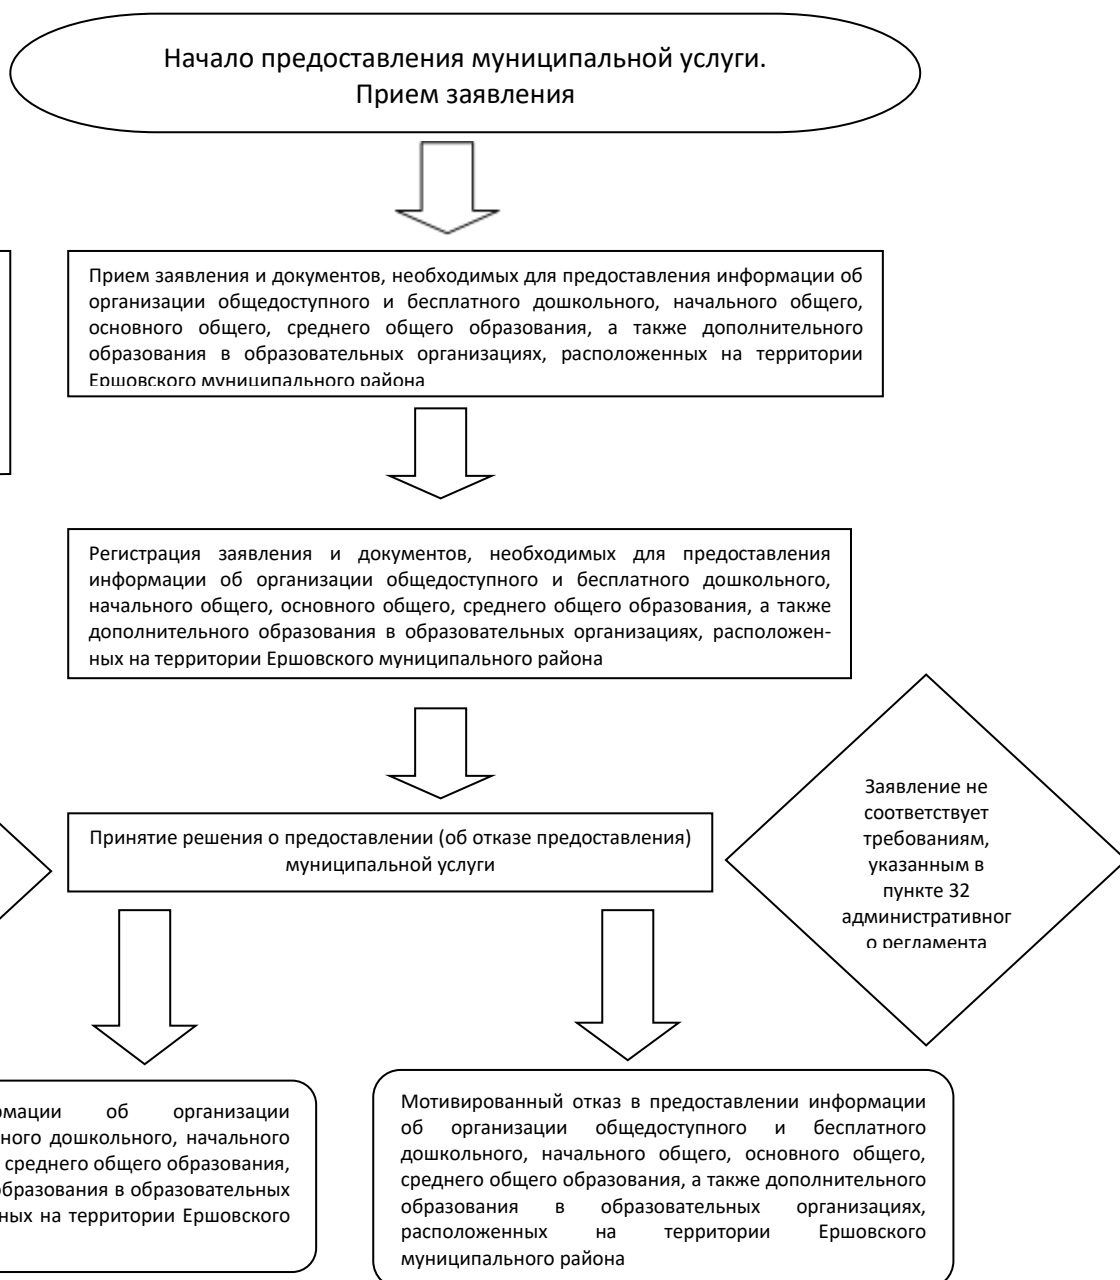 Начало предоставления муниципальной услуги.
Прием заявления
Прием заявления и документов, необходимых для предоставления информации об
организации общедоступного и бесплатного дошкольного, начального общего,
основного общего, среднего общего образования, а также дополнительного
образования в образовательных организациях, расположенных на территории
Ершовского муниципального района
Регистрация заявления и документов, необходимых для предоставления
информации об организации общедоступного и бесплатного дошкольного,
начального общего, основного общего, среднего общего образования, а также
дополнительного образования в образовательных организациях, расположен-
ных на территории Ершовского муниципального района
Принятие решения о предоставлении (об отказе предоставления)
муниципальной услуги
Заявление не
соответствует
требованиям,
указанным в
пункте 32
административног
о регламента
об организации
дошкольного, начального
среднего общего образования,
в образовательных
на территории Ершовского
Мотивированный отказ в предоставлении информации
об организации общедоступного и бесплатного
дошкольного, начального общего, основного общего,
среднего общего образования, а также дополнительного
образования в образовательных организациях,
расположенных на территории Ершовского
муниципального района